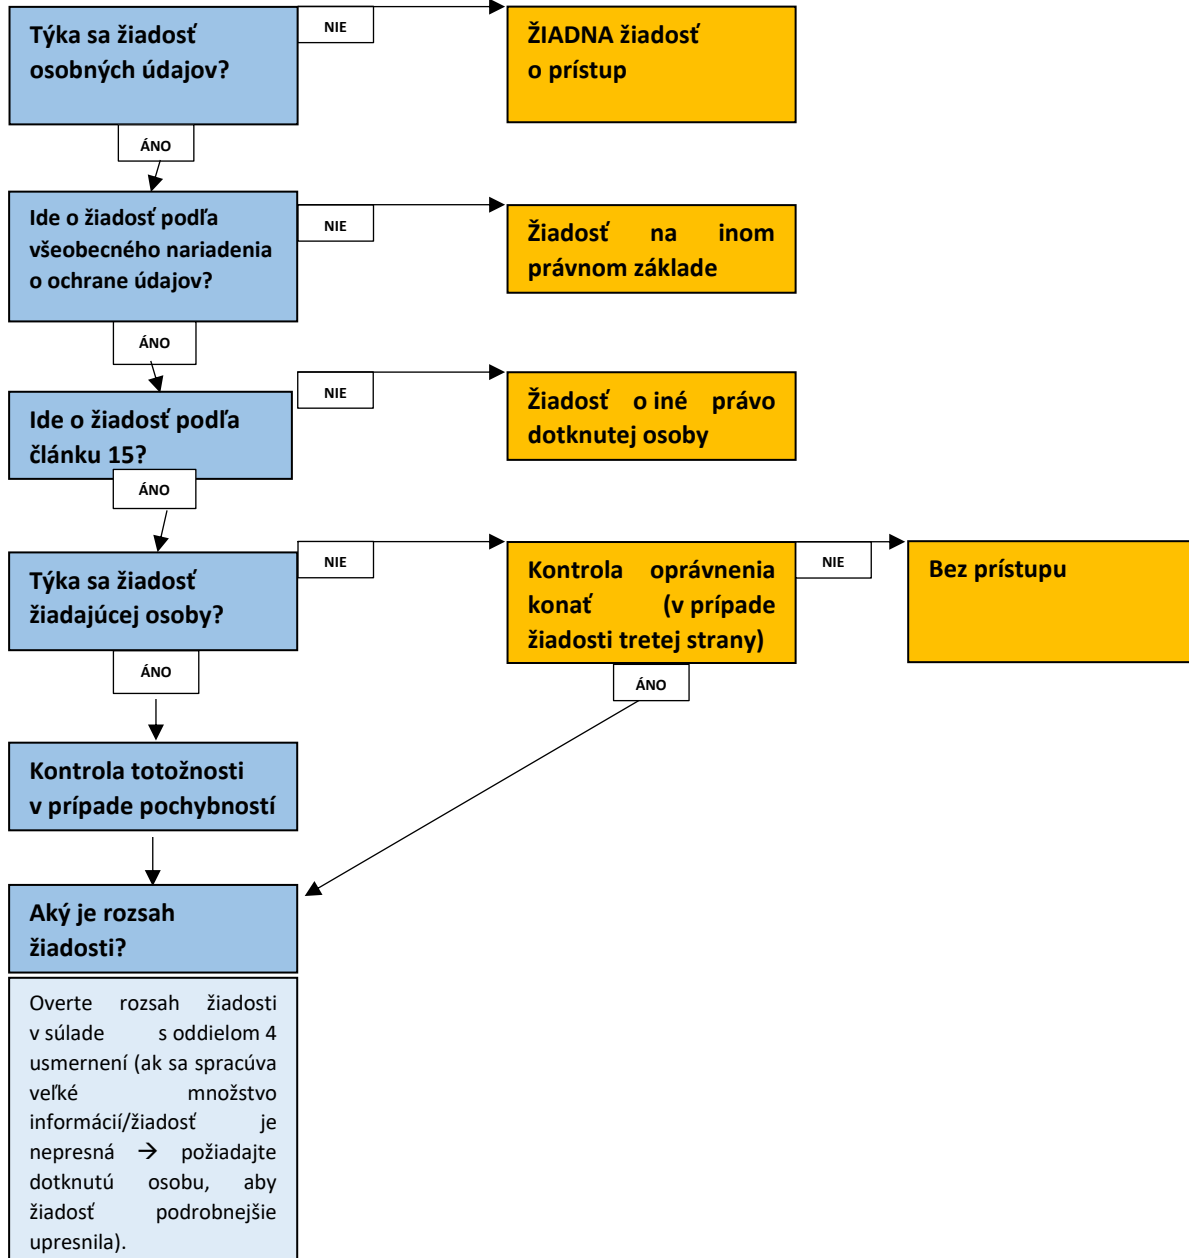 Týka sa žiadosť
osobných údajov?
NIE
ŽIADNA žiadosť
o prístup
ÁNO
Ide o žiadosť podľa
všeobecného nariadenia
o ochrane údajov?
NIE
Žiadosť na inom
právnom základe
ÁNO
Ide o žiadosť podľa
článku 15?
NIE
Žiadosť o iné právo
dotknutej osoby
ÁNO
Týka sa žiadosť
žiadajúcej osoby?
NIE
Kontrola oprávnenia
konať (v prípade
žiadosti tretej strany)
NIE
Bez prístupu
ÁNO
ÁNO
Kontrola totožnosti
v prípade pochybností
Aký je rozsah
žiadosti?
Overte rozsah žiadosti
v súlade s oddielom 4
usmernení (ak sa spracúva
veľké množstvo
informácií/žiadosť je
nepresná → požiadajte
dotknutú osobu, aby
žiadosť podrobnejšie
upresnila).